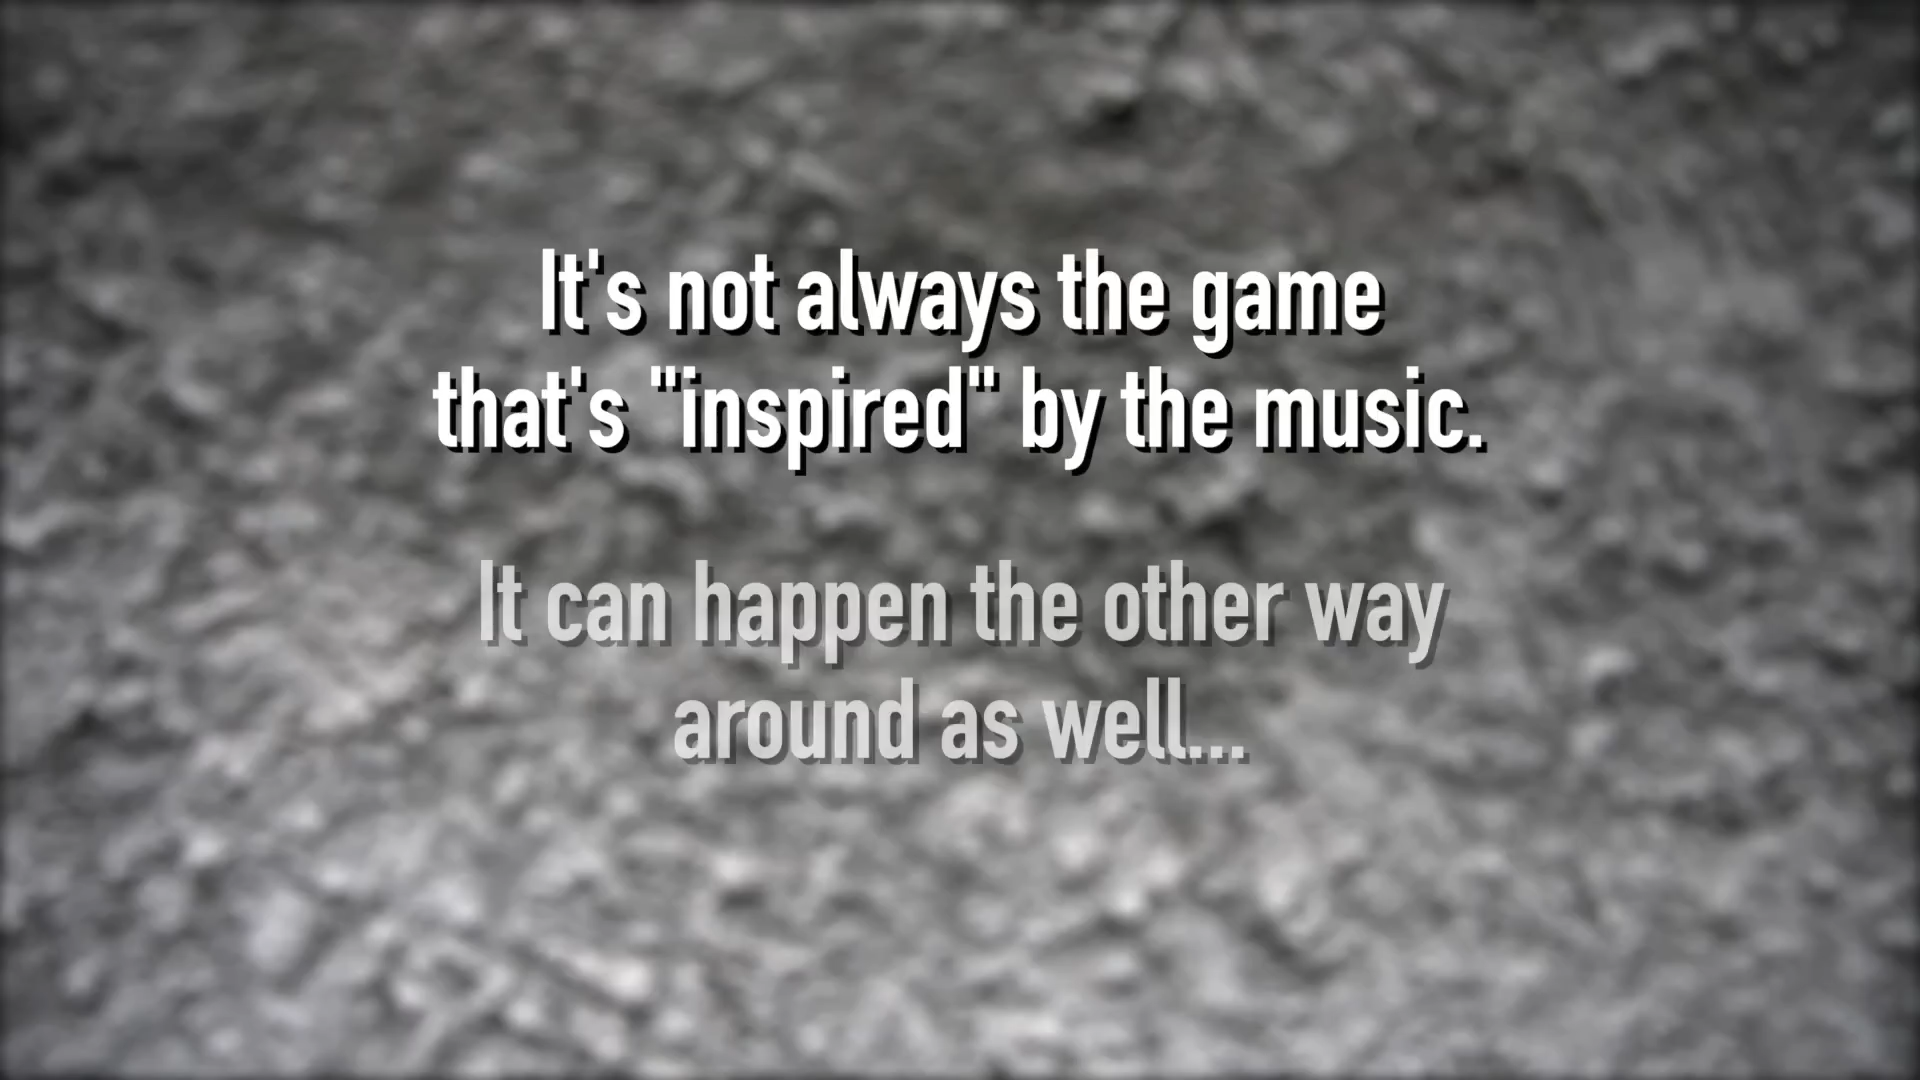 It's not always the game
that's "inspired" by the music.
It can happen the other way
around as well...